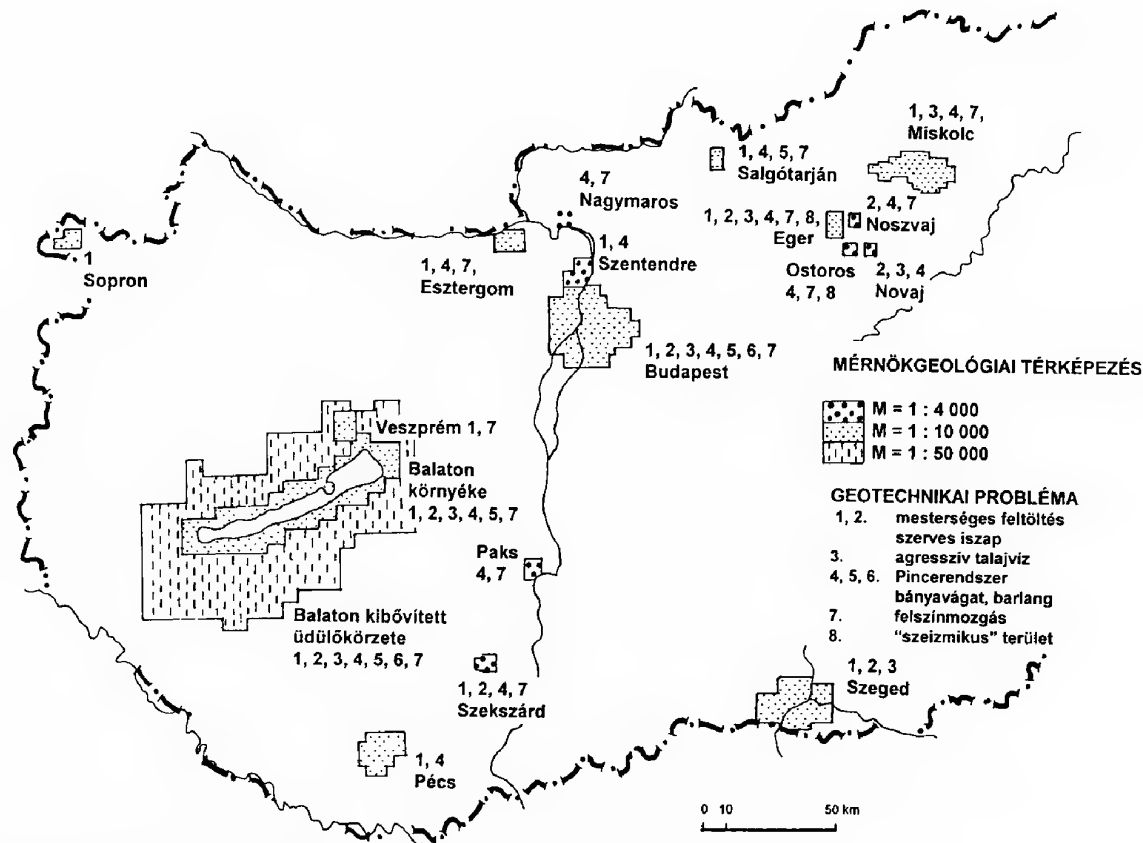 1, 3, 4, 7,
Miskolc
1, 4, 5, 7
Salgótarján
4, 7
Nagymaros
2, 4, 7
Noszvaj
1, 2, 3, 4, 7, 8,
Eger
1
Sopron
1, 4, 7,
Esztergom
1, 4
Szentendre
Ostoros
4, 7, 8
2, 3, 4
Novaj
1, 2, 3, 4, 5, 6, 7
Budapest
MÉRNÖKGEOLÓGIAI TÉRKÉPEZÉS
M = 1 : 4 000
M = 1 : 10 000
M = 1 : 50 000
Veszprém 1, 7
Balaton
környéke
1, 2, 3, 4, 5, 7
GEOTECHNIKAI PROBLÉMA
1, 2. mesterséges feltöltés
szerves iszap
3. agressziv talajvíz
4, 5, 6. Pincerendszer
bányavágat, barlang
7. felszínmozgás
8. "szeizmikus" terület
Paks
4, 7
Balaton kibővített
üdülőkörzete
1, 2, 3, 4, 5, 6, 7
1, 2, 4, 7
Szekszárd
1, 2, 3
Szeged
1, 4
Pécs
0 10 50 km